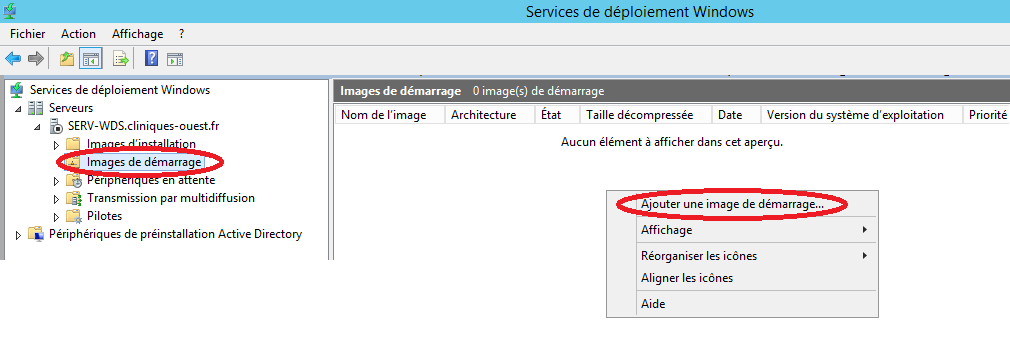 Services de déploiement Windows
Fichier Action Affichage ?
Services de déploiement Windows
Serveurs
SERV-WDS.cliniques-ouest.fr
Images d'installation
Images de démarrage
Périphériques en attente
Transmission par multidiffusion
Pilotes
Périphériques de préinstallation Active Directory
Images de démarrage 0 image(s) de démarrage
Nom de l'image Architecture État Taille décompressée Date Version du système d'exploitation Priorité
Aucun élément à afficher dans cet aperçu.
Ajouter une image de démarrage...
Affichage
Réorganiser les icônes
Aligner les icônes
Aide